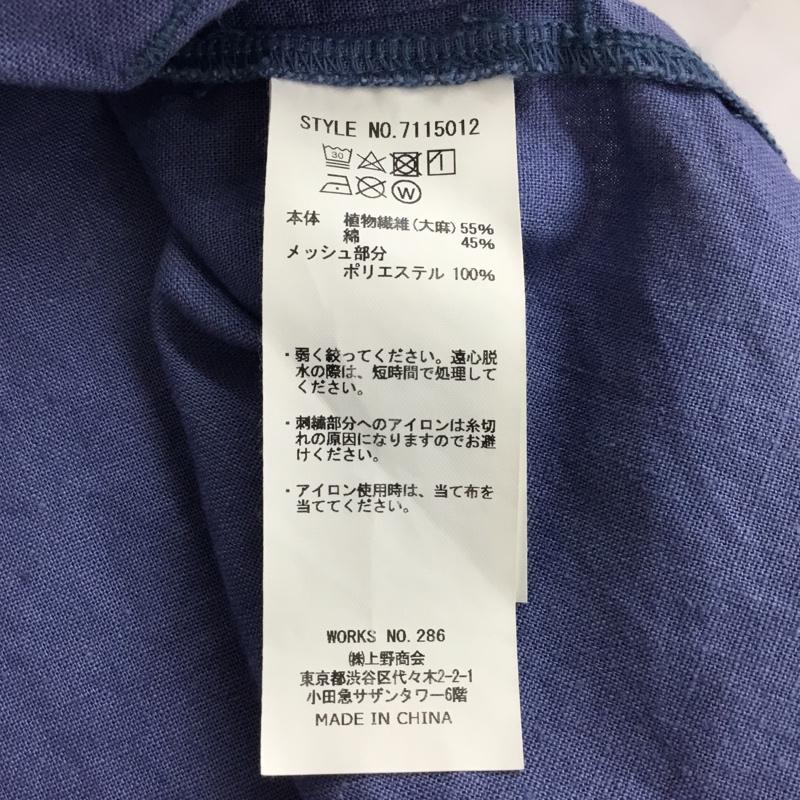 STYLE NO.7115012
30
W
本体 植物繊維(大麻)55%
綿 45%
メッシュ部分
ポリエステル 100%
・弱く絞ってください。遠心脱
水の際は、短時間で処理して
ください。
・刺繍部分へのアイロンは糸切
れの原因になりますのでお避
けください。
・アイロン使用時は、当て布を
当ててください。
WORKS NO.286
㈱上野商会
東京都渋谷区代々木2-2-1
小田急サザンタワー6階
MADE IN CHINA